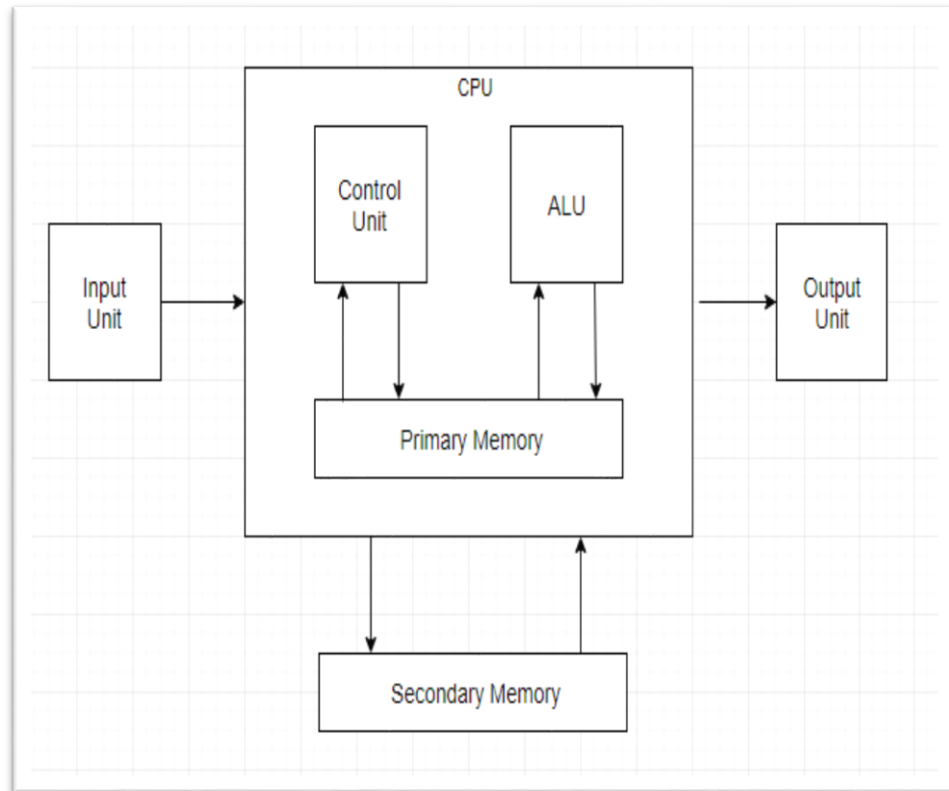 CPU
Control
Unit
ALU
Input
Unit
Output
Unit
Primary Memory
Secondary Memory